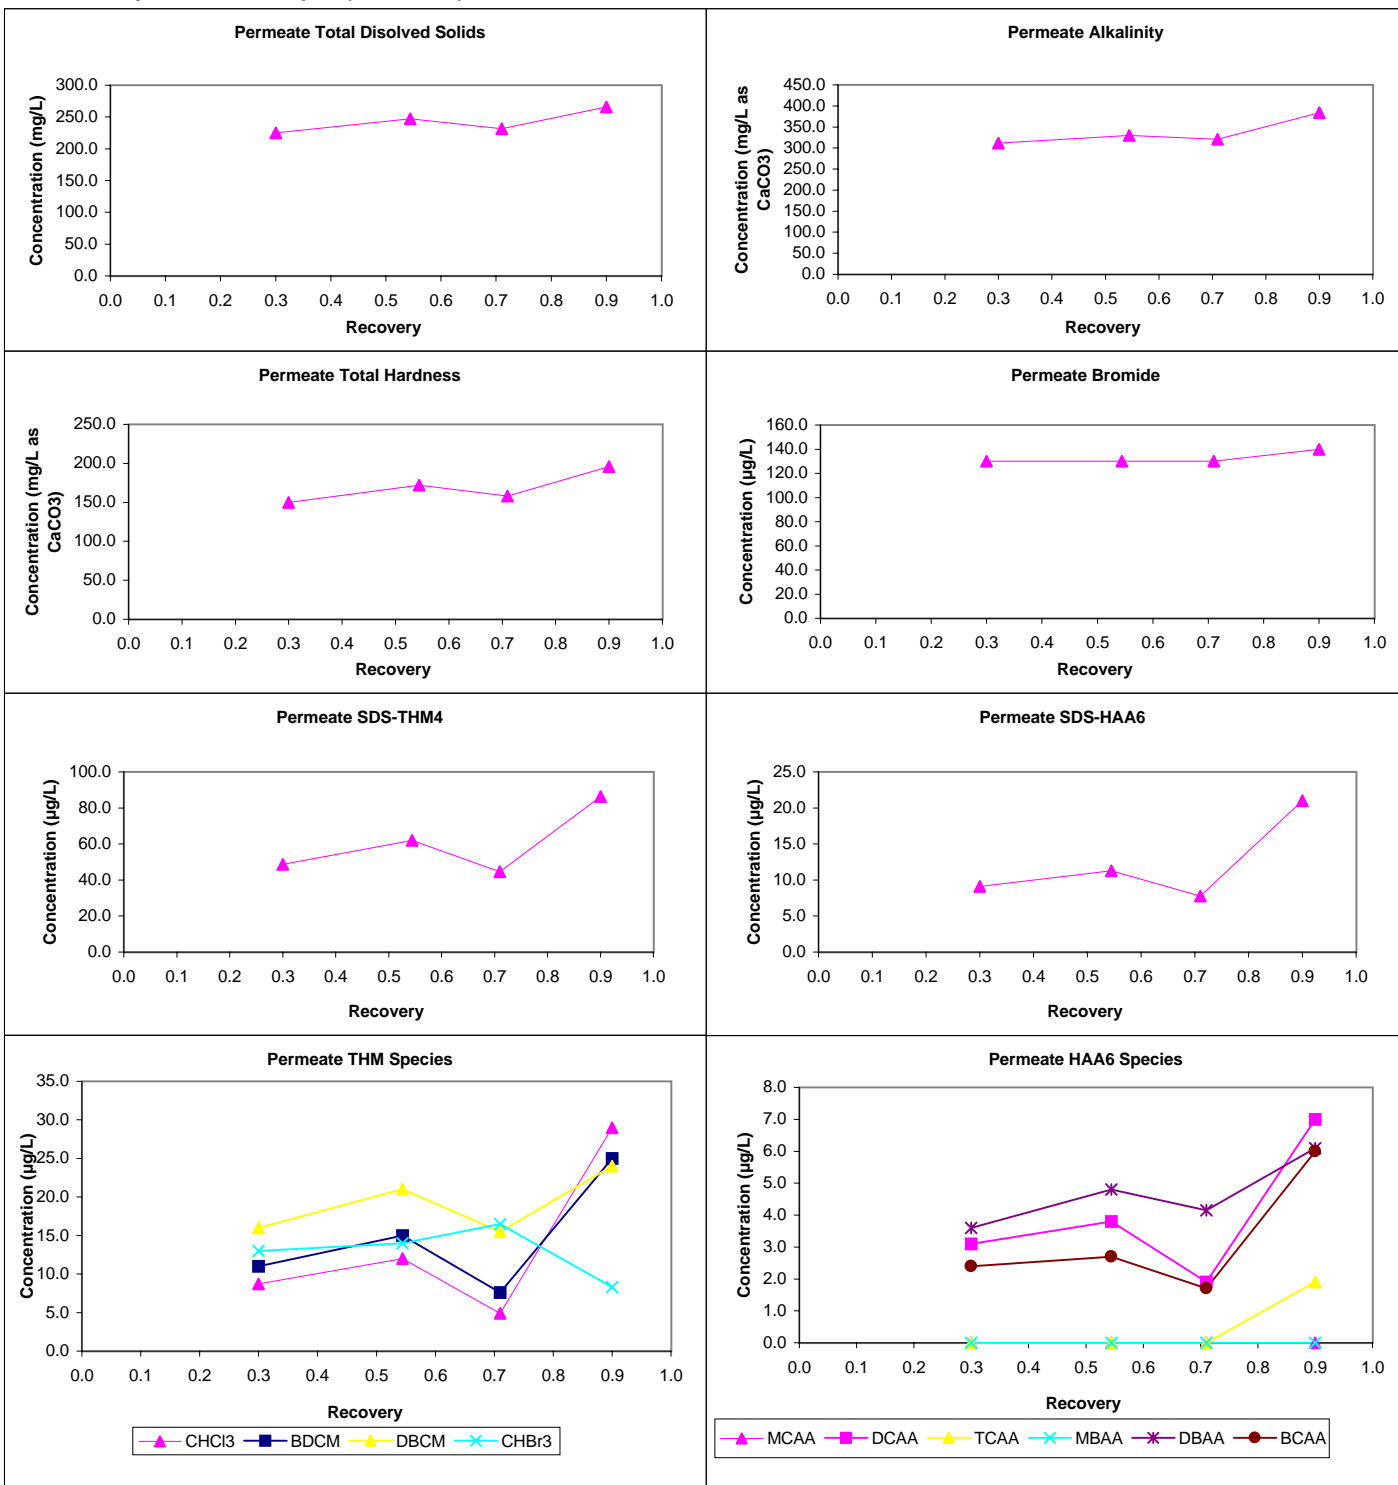 Permeate Total Disolved Solids
Concentration (mg/L)
300.0
250.0
200.0
150.0
100.0
50.0
0.0
0.0 0.1 0.2 0.3 0.4 0.5 0.6 0.7 0.8 0.9 1.0
Recovery
Permeate Alkalinity
Concentration (mg/L as
CaCO3)
450.0
400.0
350.0
300.0
250.0
200.0
150.0
100.0
50.0
0.0
0.0 0.1 0.2 0.3 0.4 0.5 0.6 0.7 0.8 0.9 1.0
Recovery
Permeate Total Hardness
Concentration (mg/L as
CaCO3)
250.0
200.0
150.0
100.0
50.0
0.0
0.0 0.1 0.2 0.3 0.4 0.5 0.6 0.7 0.8 0.9 1.0
Recovery
Permeate Bromide
Concentration (µg/L)
160.0
140.0
120.0
100.0
80.0
60.0
40.0
20.0
0.0
0.0 0.1 0.2 0.3 0.4 0.5 0.6 0.7 0.8 0.9 1.0
Recovery
Permeate SDS-THM4
Concentration (µg/L)
100.0
80.0
60.0
40.0
20.0
0.0
0.0 0.1 0.2 0.3 0.4 0.5 0.6 0.7 0.8 0.9 1.0
Recovery
Permeate SDS-HAA6
Concentration (µg/L)
25.0
20.0
15.0
10.0
5.0
0.0
0.0 0.1 0.2 0.3 0.4 0.5 0.6 0.7 0.8 0.9 1.0
Recovery
Permeate THM Species
Concentration (µg/L)
35.0
30.0
25.0
20.0
15.0
10.0
5.0
0.0
0.0 0.1 0.2 0.3 0.4 0.5 0.6 0.7 0.8 0.9 1.0
Recovery
CHCl3 BDCM DBCM CHBr3
Permeate HAA6 Species
Concentration (µg/L)
8.0
7.0
6.0
5.0
4.0
3.0
2.0
1.0
0.0
0.0 0.1 0.2 0.3 0.4 0.5 0.6 0.7 0.8 0.9 1.0
Recovery
MCAA DCAA TCAA MBAA DBAA BCAA